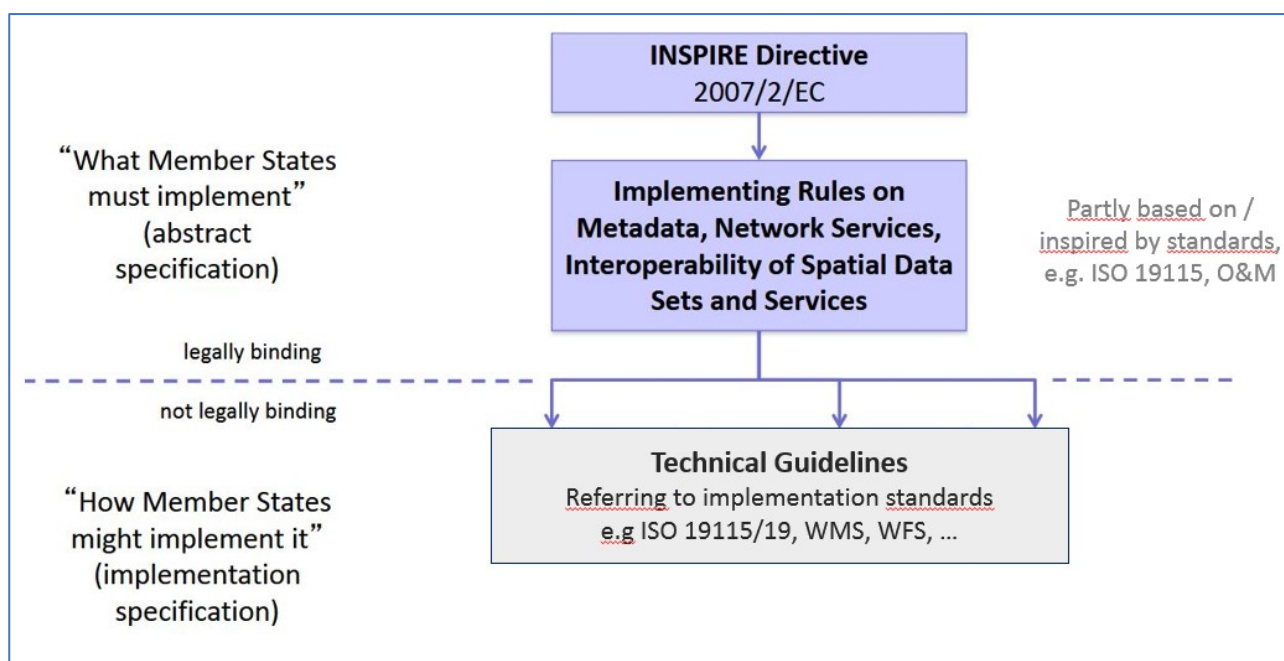 INSPIRE Directive
2007/2/EC
“What Member States
must implement”
(abstract
specification)
Implementing Rules on
Metadata, Network Services,
Interoperability of Spatial Data
Sets and Services
Partly based on /
inspired by standards,
e.g. ISO 19115, O&M
legally binding
not legally binding
“How Member States
might implement it”
(implementation
specification)
Technical Guidelines
Referring to implementation standards
e.g ISO 19115/19, WMS, WFS, ...